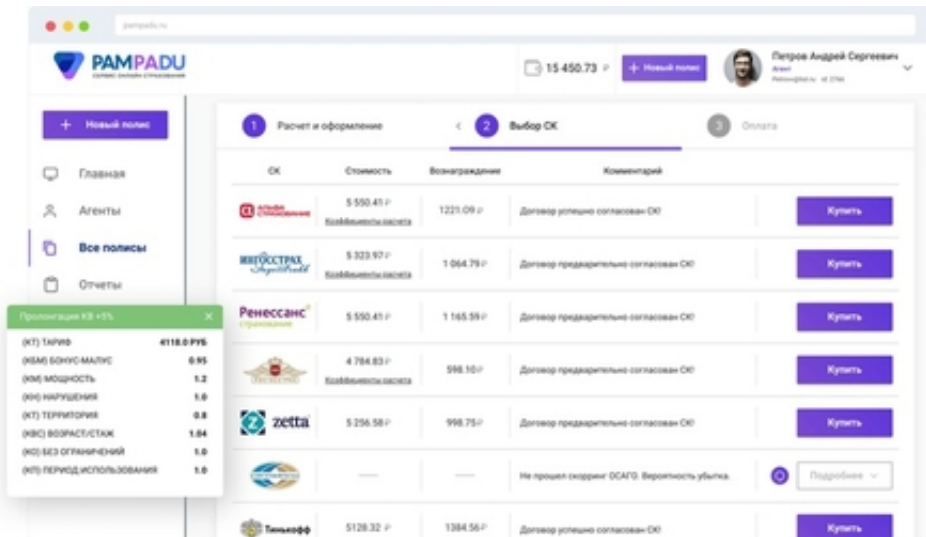 pampadu.ru
PAMPADU
СЕРВИС ОНЛАЙН-СТРАХОВАНИЯ
15 450.73 ₽
+ Новый полис
Петров Андрей Сергеевич
Агент
id 2766
+ Новый полис
Главная
Агенты
Все полисы
Отчеты
1 Расчет и оформление
< 2 Выбор СК
3 Оплата
СК Стоимость Вознаграждение Комментарий
АЛЬФА СТРАХОВАНИЕ 5 550.41 ₽ Коэффициенты расчета 1221.09 ₽ Договор успешно согласован СК! Купить
ИНГОССТРАХ Ingosstrakh 5 323.97 ₽ Коэффициенты расчета 1 064.79 ₽ Договор предварительно согласован СК! Купить
Ренессанс страхование 5 550.41 ₽ 1 165.59 ₽ Договор предварительно согласован СК! Купить
4 784.83 ₽ Коэффициенты расчета 598.10 ₽ Договор предварительно согласован СК! Купить
Z zetta 5 256.58 ₽ 998.75 ₽ Договор предварительно согласован СК! Купить
Не прошел скорринг ОСАГО. Вероятность убытка. Подробнее
Тинькофф 5128.32 ₽ 1384.56 ₽ Договор успешно согласован СК! Купить
Пролонгация КВ +5% ×
(КТ) ТАРИФ 4118.0 РУБ
(КБМ) БОНУС-МАЛУС 0.95
(КМ) МОЩНОСТЬ 1.2
(КН) НАРУШЕНИЯ 1.0
(КТ) ТЕРРИТОРИЯ 0.8
(КВС) ВОЗРАСТ/СТАЖ 1.04
(КО) БЕЗ ОГРАНИЧЕНИЙ 1.0
(КП) ПЕРИОД ИСПОЛЬЗОВАНИЯ 1.0